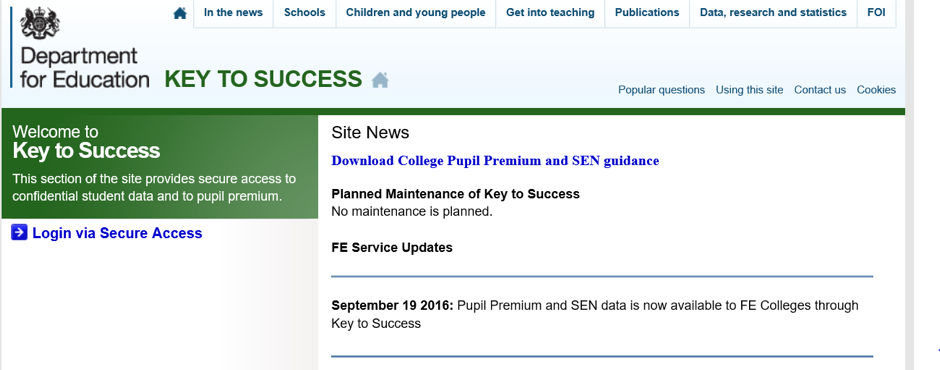 In the news
Schools
Children and young people
Get into teaching
Publications
Data, research and statistics
FOI
Department
for Education
KEY TO SUCCESS
Popular questions
Using this site
Contact us
Cookies
Welcome to
Key to Success
This section of the site provides secure access to
confidential student data and to pupil premium.
Login via Secure Access
Site News
Download College Pupil Premium and SEN guidance
Planned Maintenance of Key to Success
No maintenance is planned.
FE Service Updates
September 19 2016: Pupil Premium and SEN data is now available to FE Colleges through
Key to Success